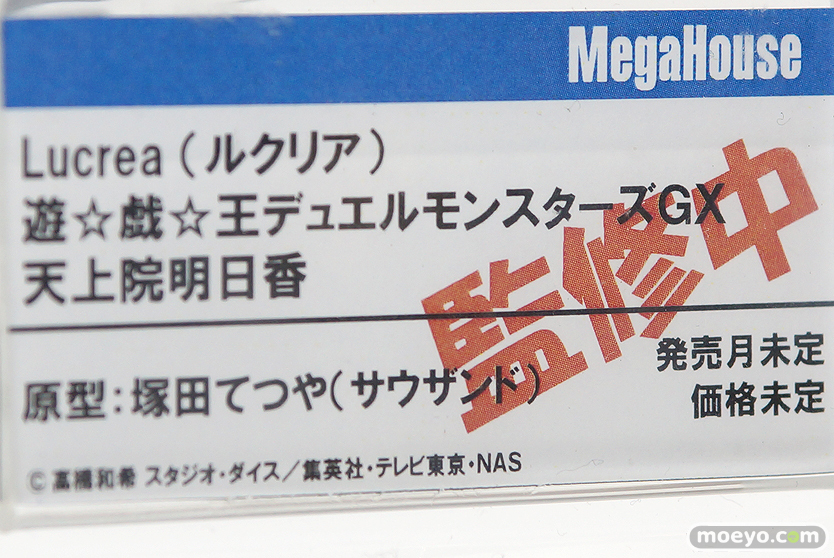 MegaHouse
Lucrea（ルクリア）
遊☆戯☆王デュエルモンスターズGX
天上院明日香
監修中
原型：塚田てつや（サウザンド）
発売月未定
価格未定
© 高橋和希 スタジオ・ダイス／集英社・テレビ東京・NAS
moeyo.com